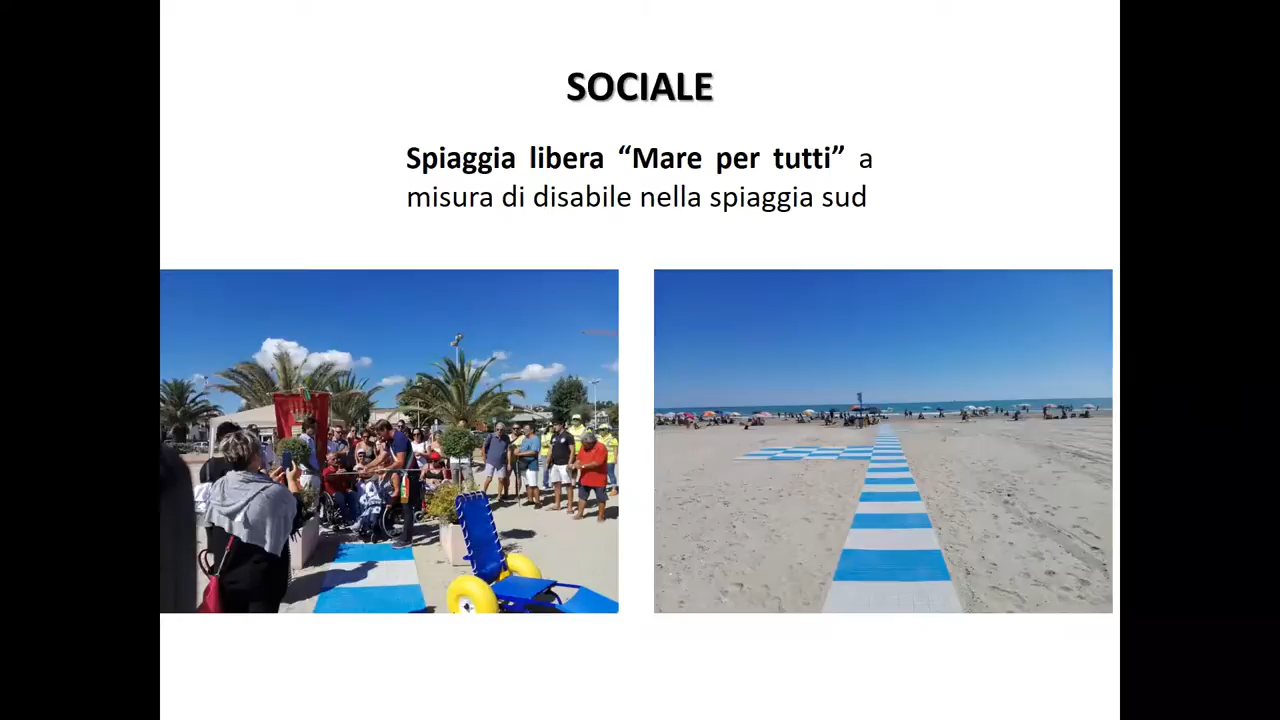 SOCIALE
Spiaggia libera “Mare per tutti” a
misura di disabile nella spiaggia sud